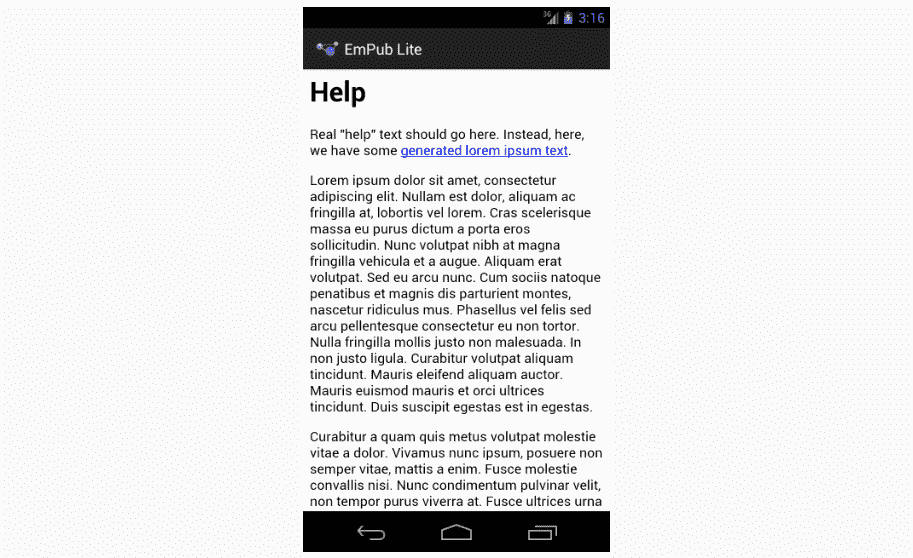 3G 3:16
EmPub Lite
Help
Real "help" text should go here. Instead, here,
we have some generated lorem ipsum text.
Lorem ipsum dolor sit amet, consectetur
adipiscing elit. Nullam est dolor, aliquam ac
fringilla at, lobortis vel lorem. Cras scelerisque
massa eu purus dictum a porta eros
sollicitudin. Nunc volutpat nibh at magna
fringilla vehicula et a augue. Aliquam erat
volutpat. Sed eu arcu nunc. Cum sociis natoque
penatibus et magnis dis parturient montes,
nascetur ridiculus mus. Phasellus vel felis sed
arcu pellentesque consectetur eu non tortor.
Nulla fringilla mollis justo non malesuada. In
non justo ligula. Curabitur volutpat aliquam
tincidunt. Mauris eleifend aliquam auctor.
Mauris euismod mauris et orci ultrices
tincidunt. Duis suscipit egestas est in egestas.
Curabitur a quam quis metus volutpat molestie
vitae a dolor. Vivamus nunc ipsum, posuere non
semper vitae, mattis a enim. Fusce molestie
convallis nisi. Nunc condimentum pulvinar velit,
non tempor purus viverra at. Fusce ultrices urna